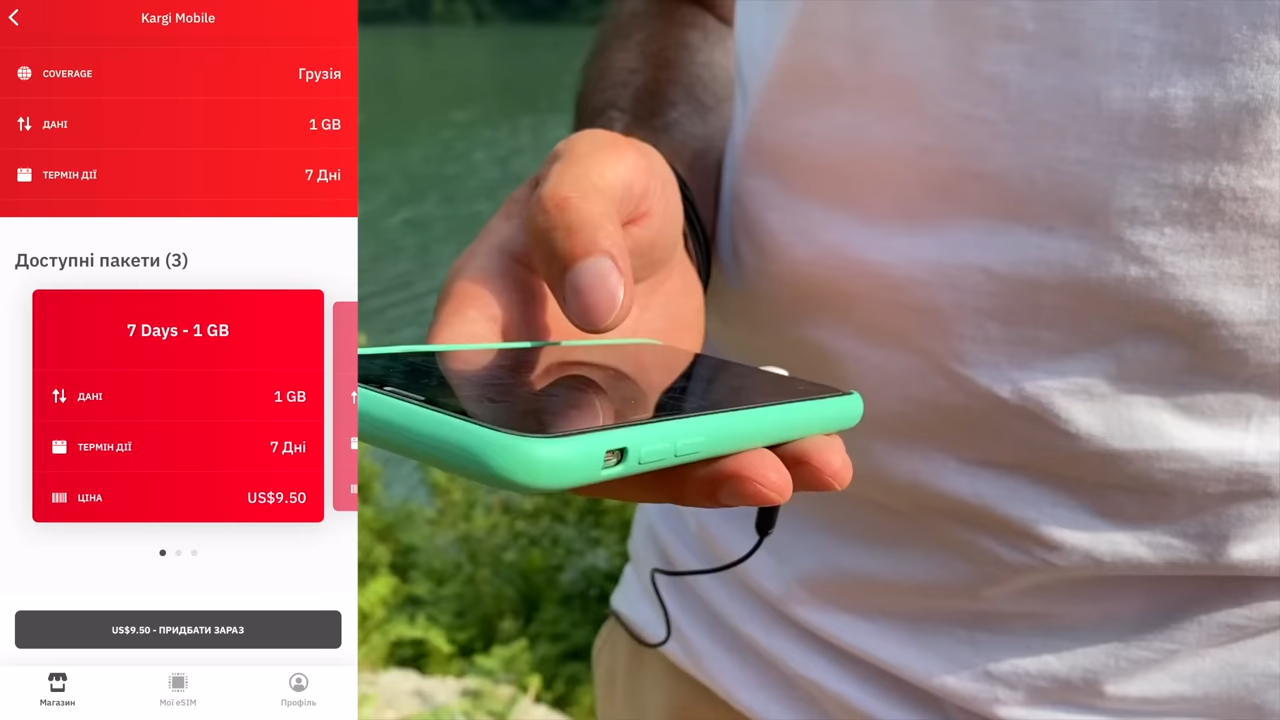 Kargi Mobile
COVERAGE Грузія
ДАНІ 1 GB
ТЕРМІН ДІЇ 7 Дні
Доступні пакети (3)
7 Days - 1 GB
ДАНІ 1 GB
ТЕРМІН ДІЇ 7 Дні
ЦІНА US$9.50
US$9.50 - ПРИДБАТИ ЗАРАЗ
Магазин Мої eSIM Профіль